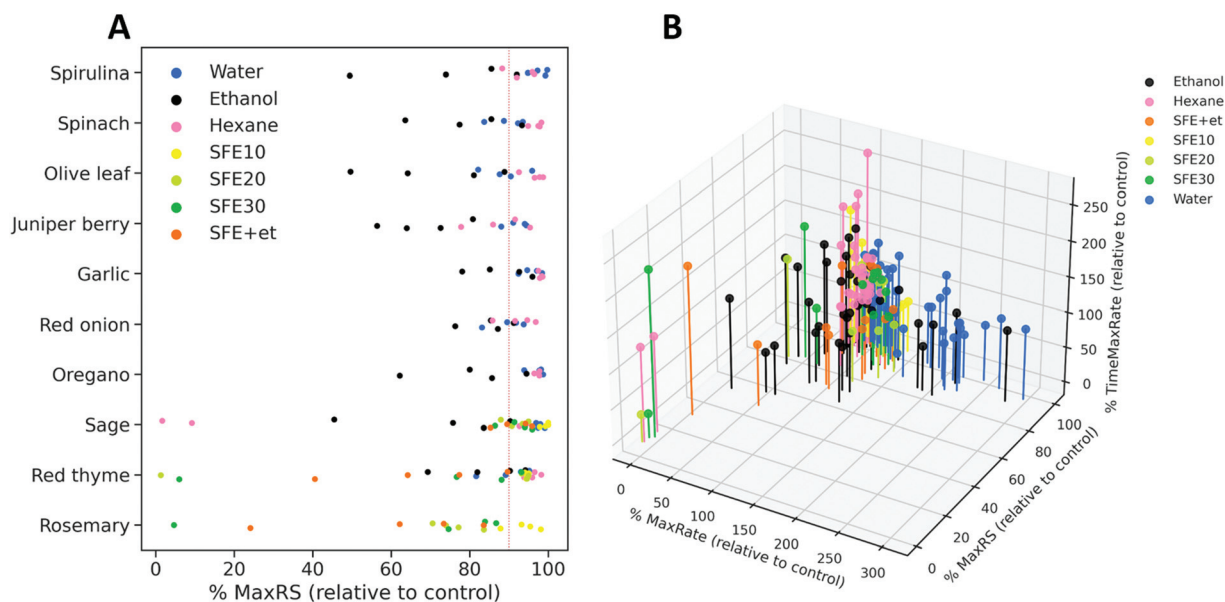 A
Spirulina
Spinach
Olive leaf
Juniper berry
Garlic
Red onion
Oregano
Sage
Red thyme
Rosemary
Water
Ethanol
Hexane
SFE10
SFE20
SFE30
SFE+et
0 20 40 60 80 100
% MaxRS (relative to control)
B
Ethanol
Hexane
SFE+et
SFE10
SFE20
SFE30
Water
250
200
150
100
50
0
% TimeMaxRate (relative to control)
0 50 100 150 200 250 300
% MaxRate (relative to control)
0 20 40 60 80 100
% MaxRS (relative to control)